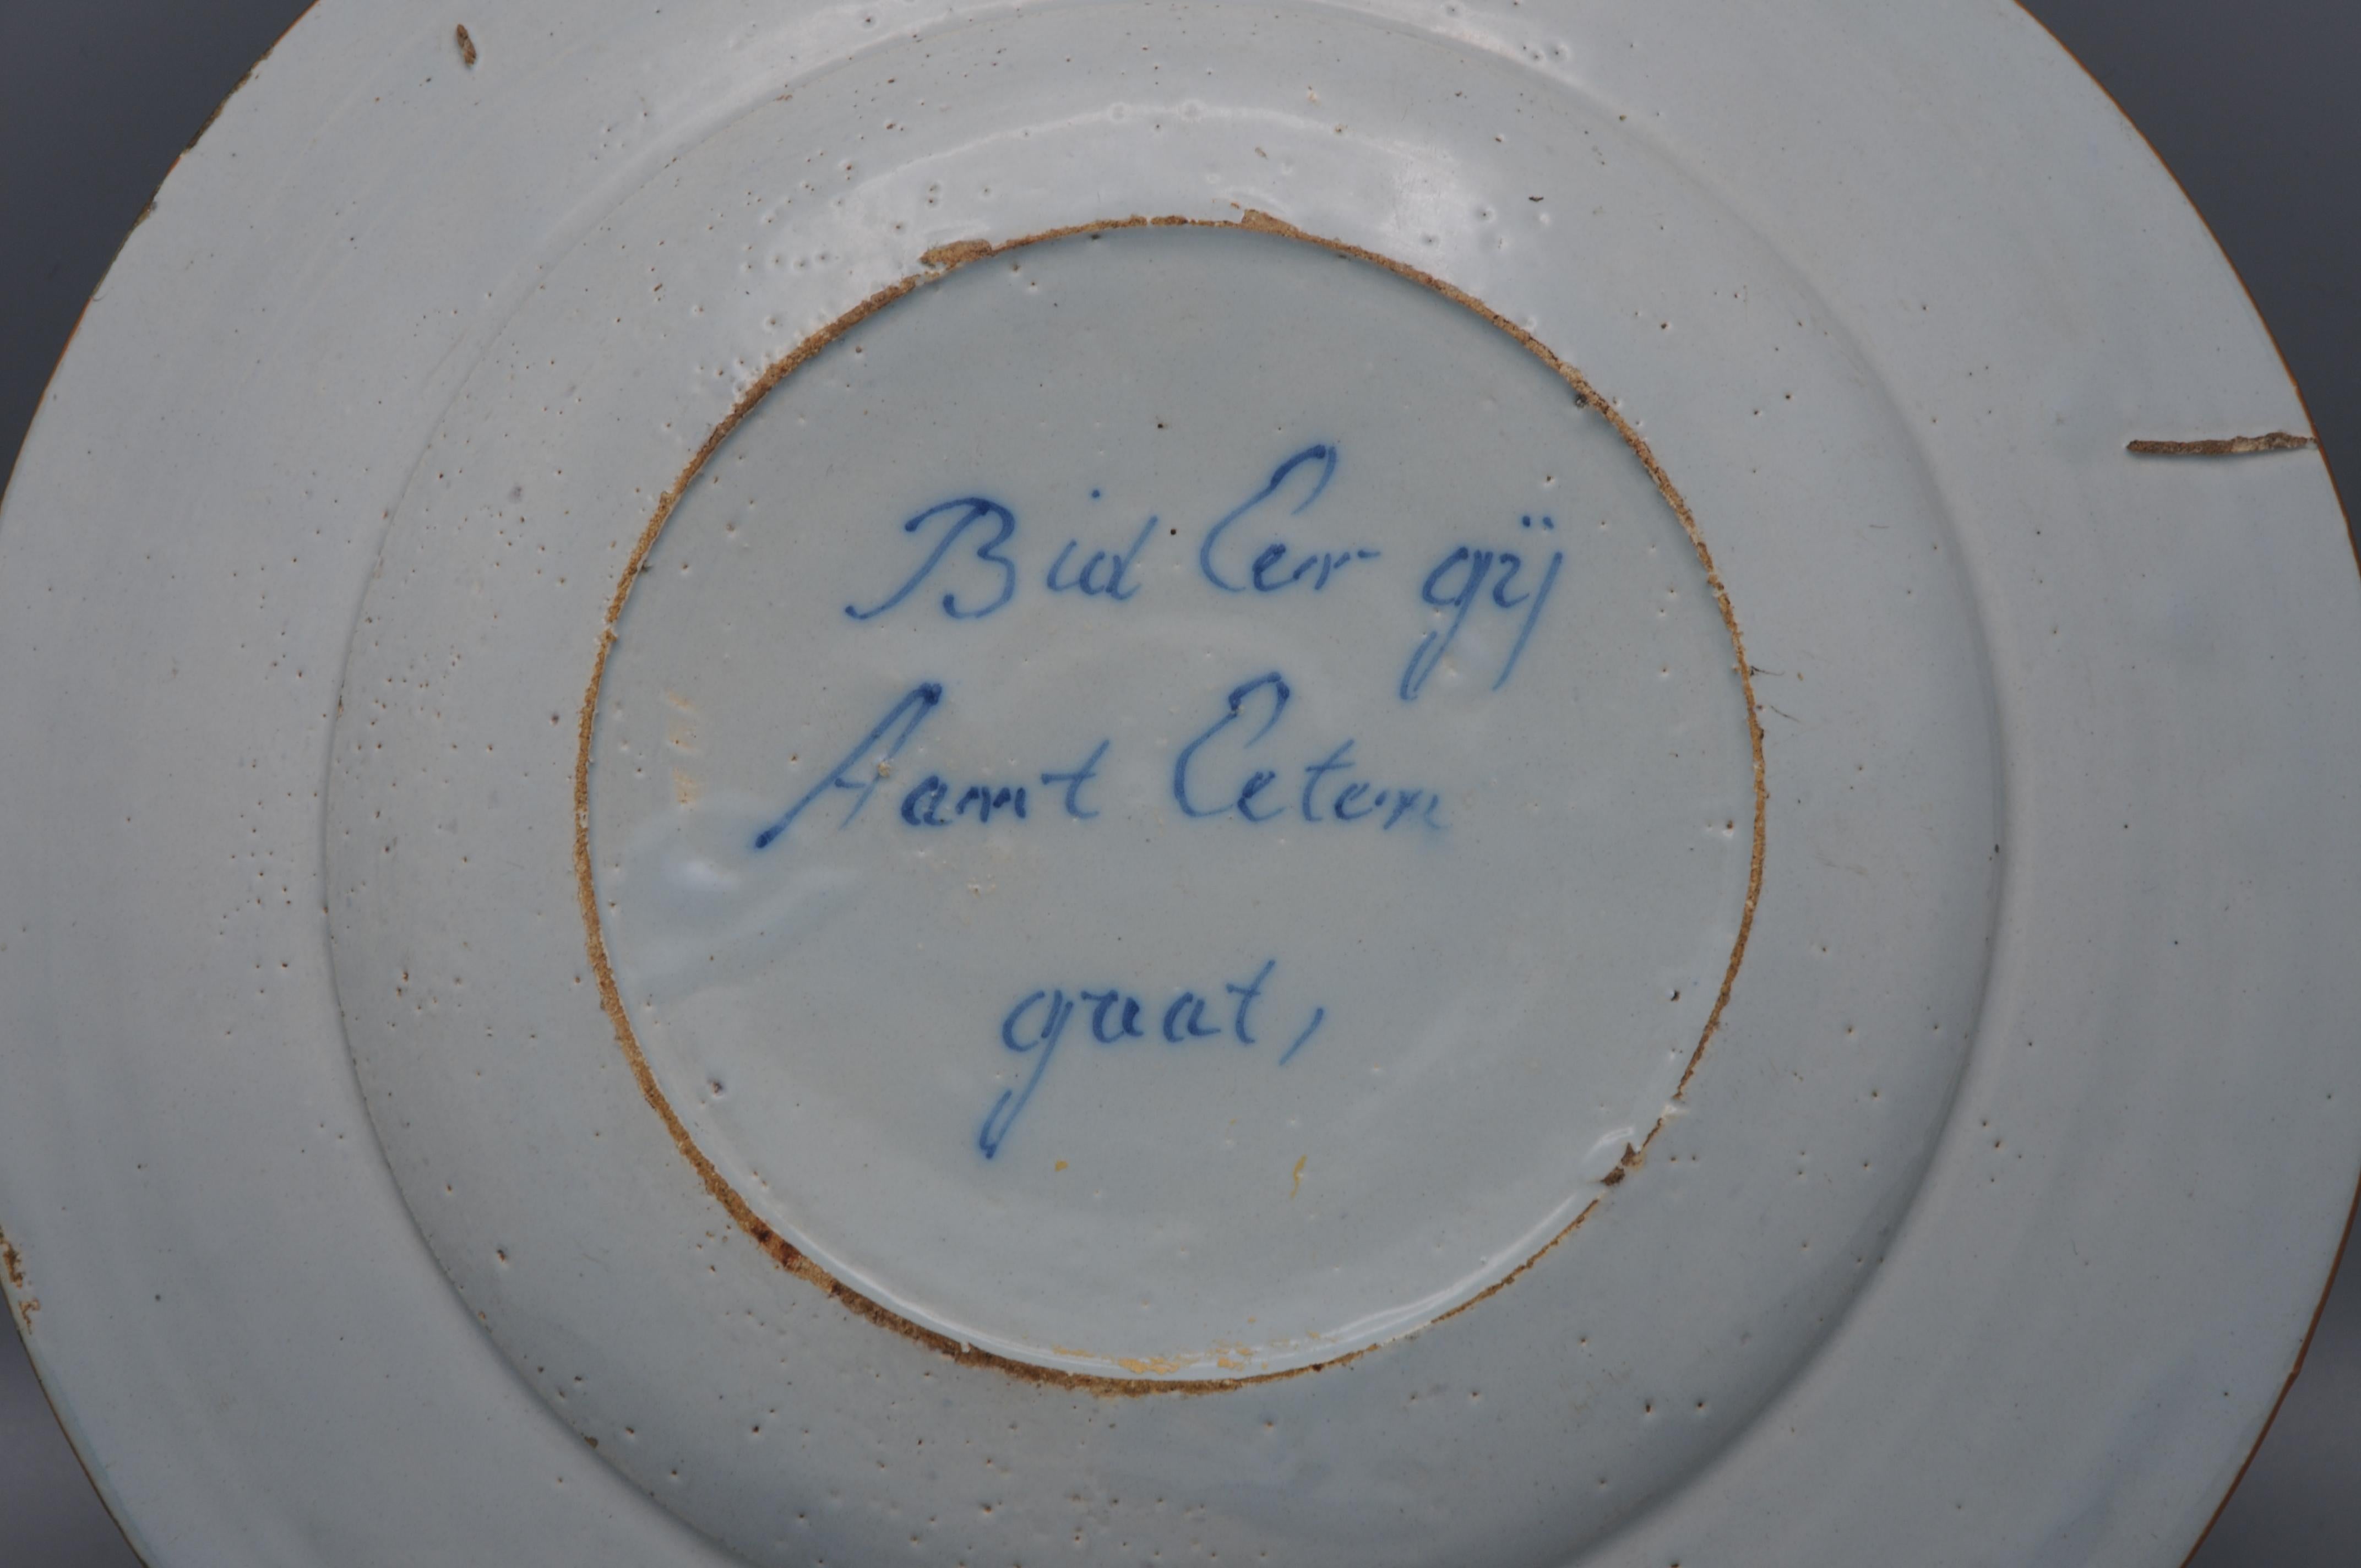 Bid Eer gij
Aant Eeten
gaat,